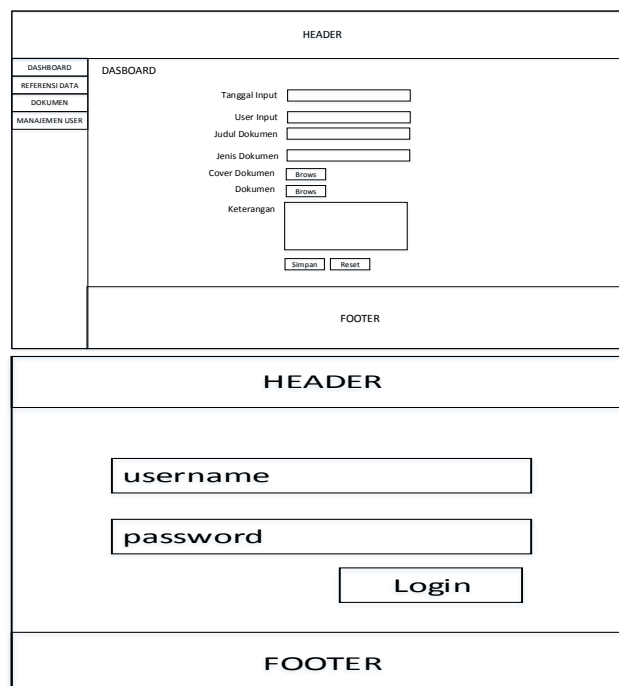 HEADER
DASHBOARD
REFERENSI DATA
DOKUMEN
MANAJEMEN USER
DASBOARD
Tanggal Input
User Input
Judul Dokumen
Jenis Dokumen
Cover Dokumen Brows
Dokumen Brows
Keterangan
Simpan Reset
FOOTER
HEADER
username
password
Login
FOOTER